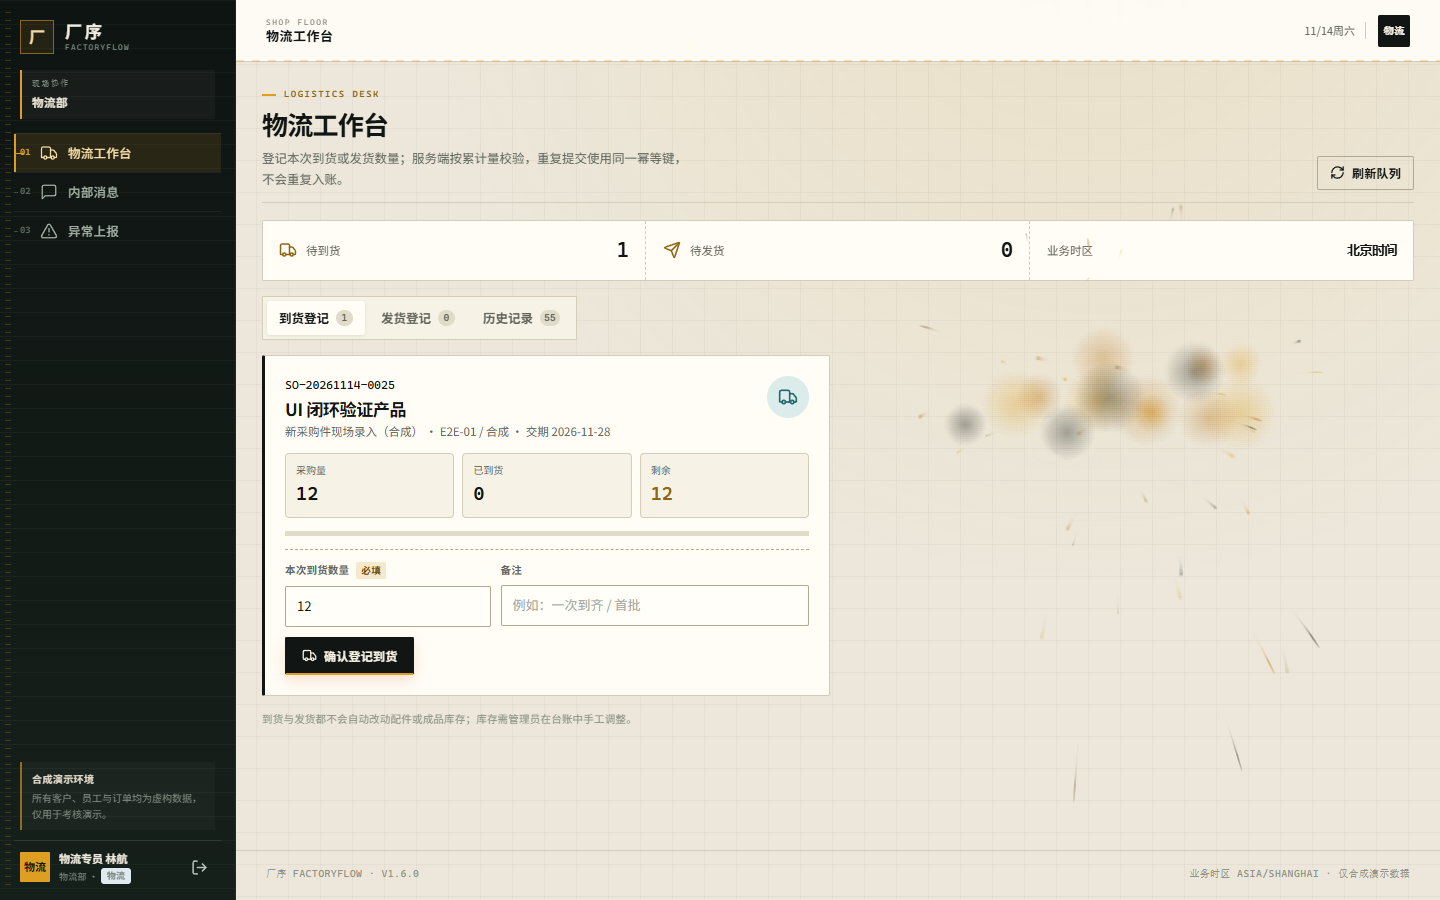 厂
厂序
FACTORYFLOW
现场协作
物流部
01 物流工作台
02 内部消息
03 异常上报
合成演示环境
所有客户、员工与订单均为虚构数据，
仅用于考核演示。
物流
物流专员 林航
物流部 · 物流
SHOP FLOOR
物流工作台
11/14周六
物流
LOGISTICS DESK
物流工作台
登记本次到货或发货数量；服务端按累计量校验，重复提交使用同一幂等键，
不会重复入账。
刷新队列
待到货 1
待发货 0
业务时区 北京时间
到货登记 1 发货登记 0 历史记录 55
SO-20261114-0025
UI 闭环验证产品
新采购件现场录入（合成） · E2E-01 / 合成 · 交期 2026-11-28
采购量 已到货 剩余
12 0 12
本次到货数量 必填 备注
12 例如：一次到齐 / 首批
确认登记到货
到货与发货都不会自动改动配件或成品库存；库存需管理员在台账中手工调整。
厂序 FACTORYFLOW · V1.6.0
业务时区 ASIA/SHANGHAI · 仅合成演示数据